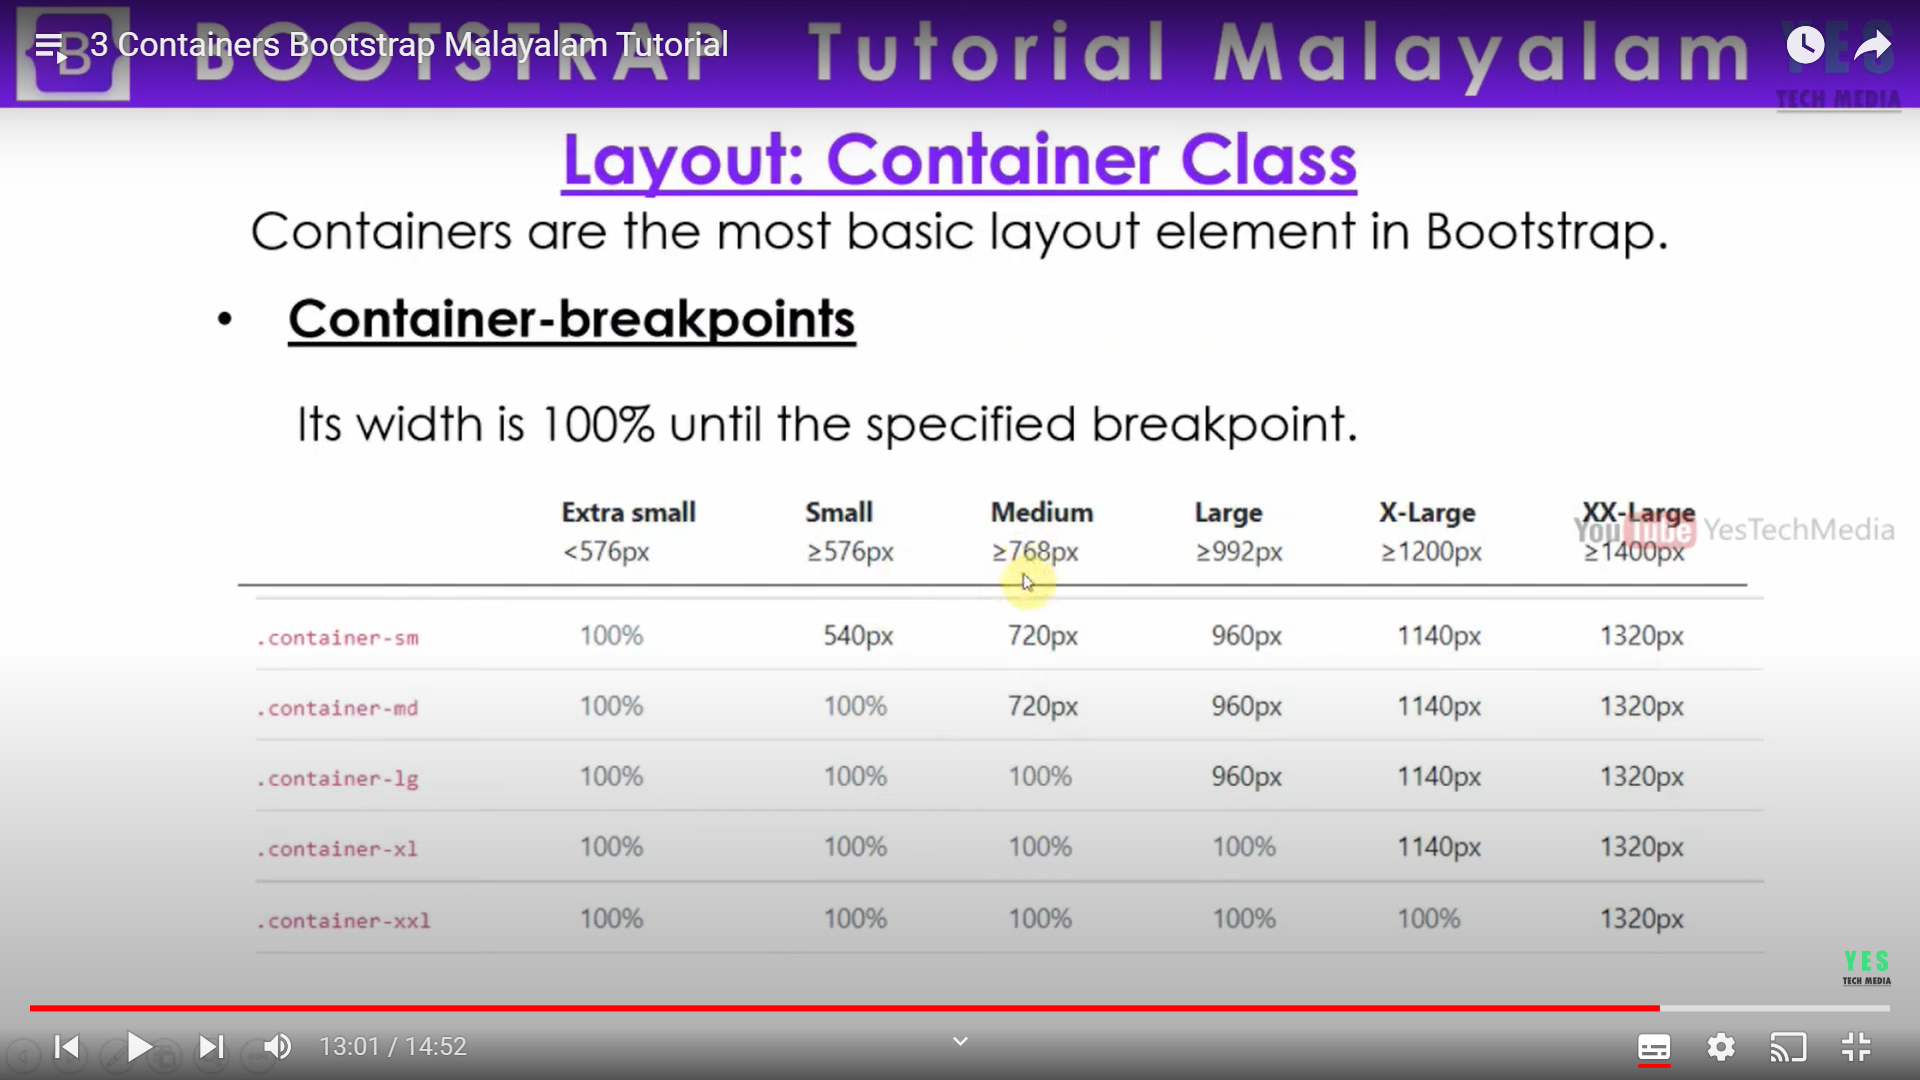 3 Containers Bootstrap Malayalam Tutorial
B BOOTSTRAP Tutorial Malayalam
YES
TECH MEDIA
Layout: Container Class
Containers are the most basic layout element in Bootstrap.
• Container-breakpoints
Its width is 100% until the specified breakpoint.
Extra small Small Medium Large X-Large XX-Large
YouTube YesTechMedia
<576px ≥576px ≥768px ≥992px ≥1200px ≥1400px
.container-sm 100% 540px 720px 960px 1140px 1320px
.container-md 100% 100% 720px 960px 1140px 1320px
.container-lg 100% 100% 100% 960px 1140px 1320px
.container-xl 100% 100% 100% 100% 1140px 1320px
.container-xxl 100% 100% 100% 100% 100% 1320px
YES
TECH MEDIA
13:01 / 14:52